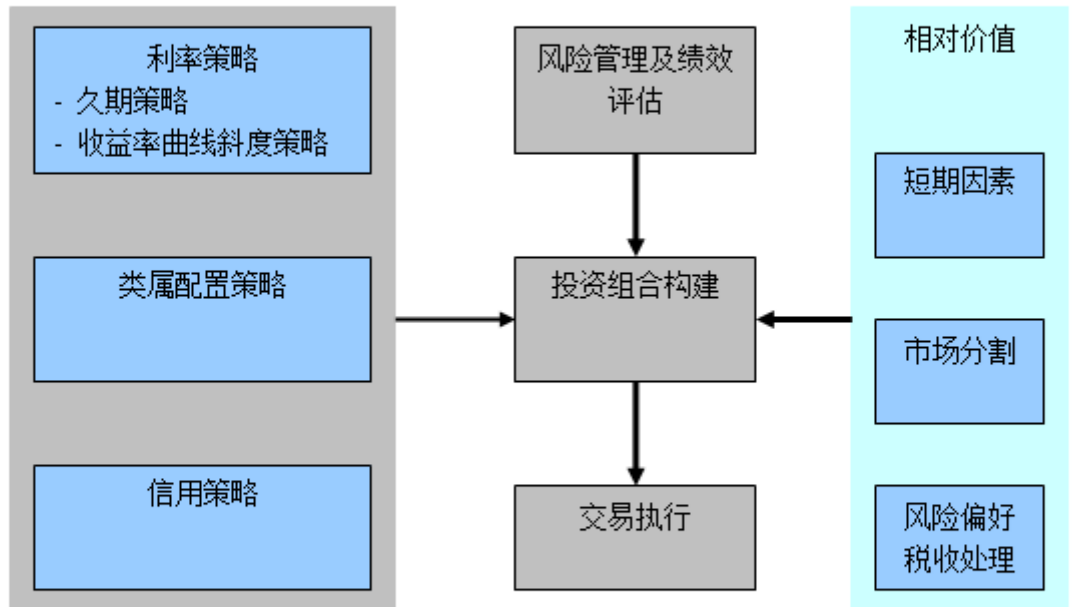 利率策略
- 久期策略
- 收益率曲线斜度策略
类属配置策略
信用策略
风险管理及绩效
评估
投资组合构建
交易执行
相对价值
短期因素
市场分割
风险偏好
税收处理